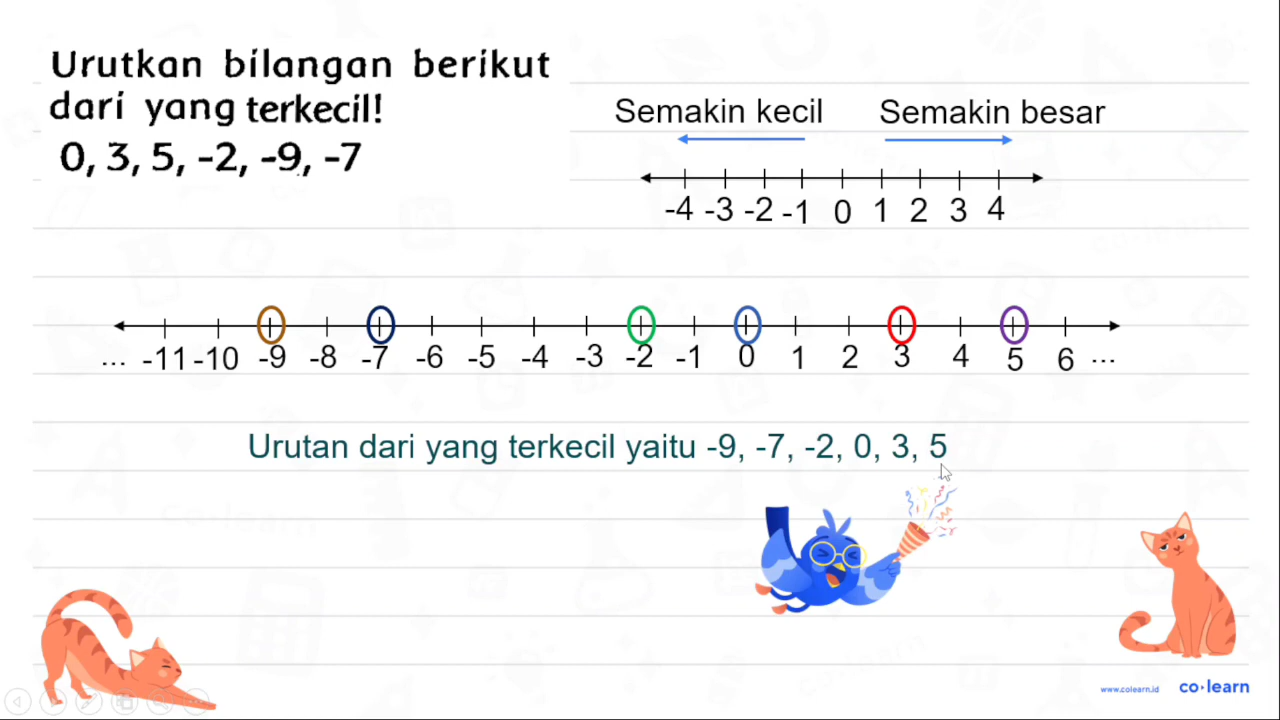 Urutkan bilangan berikut
dari yang terkecil!
0, 3, 5, -2, -9, -7
Semakin kecil Semakin besar
-4 -3 -2 -1 0 1 2 3 4
... -11 -10 -9 -8 -7 -6 -5 -4 -3 -2 -1 0 1 2 3 4 5 6 ...
Urutan dari yang terkecil yaitu -9, -7, -2, 0, 3, 5
www.colearn.id co·learn